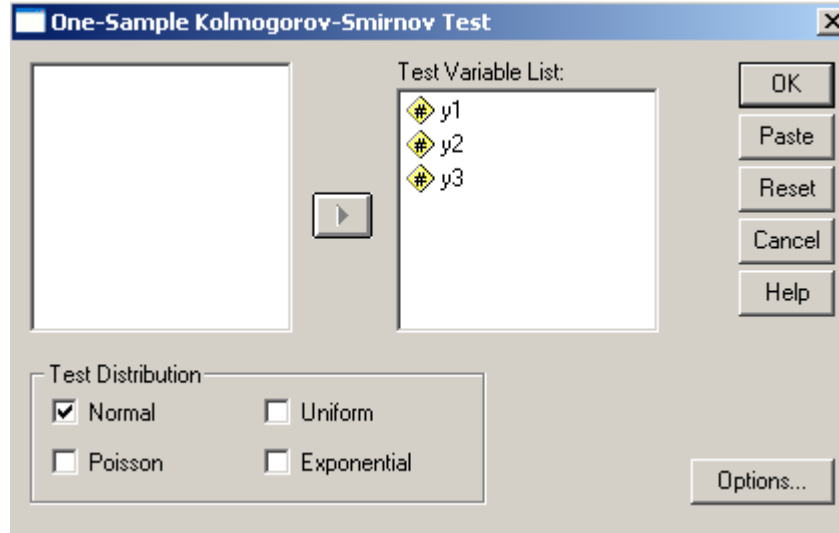 One-Sample Kolmogorov-Smirnov Test
Test Variable List:
# y1
# y2
# y3
OK
Paste
Reset
Cancel
Help
Test Distribution
Normal
Uniform
Poisson
Exponential
Options...